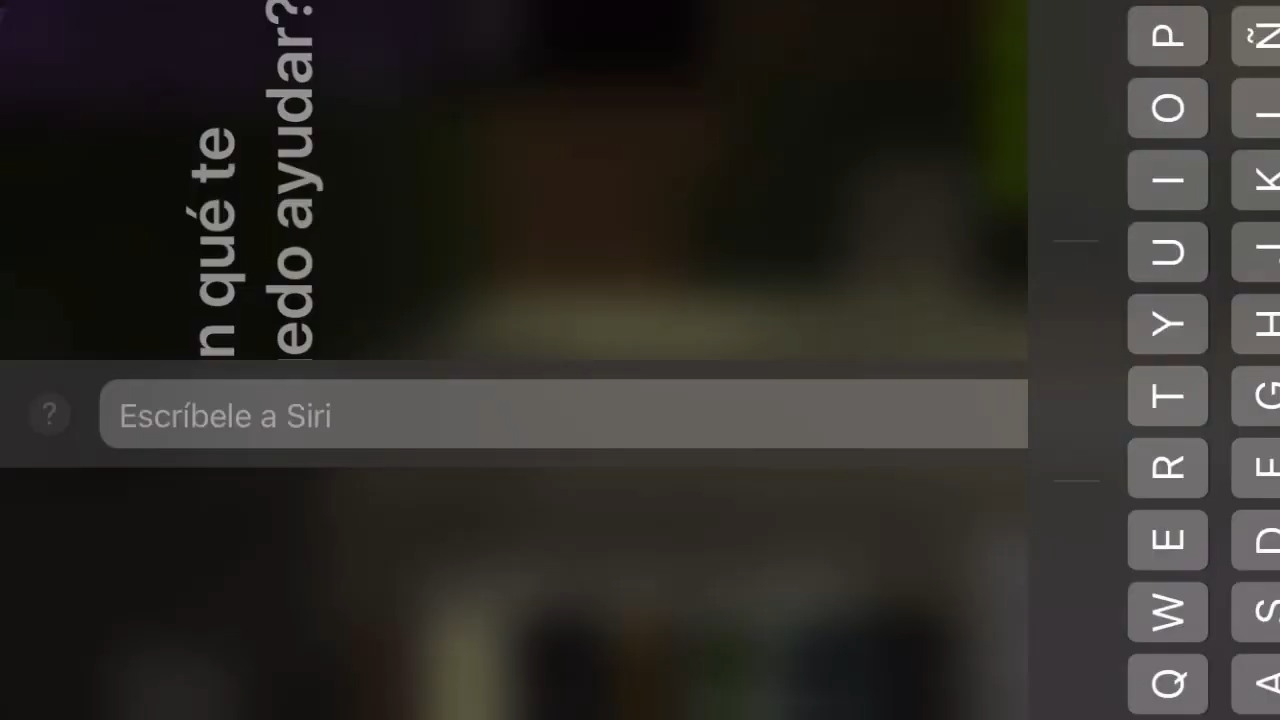 n qué te
edo ayudar?
?
Escríbele a Siri
Q W E R T Y U I O P
A S D F G H J K L Ñ